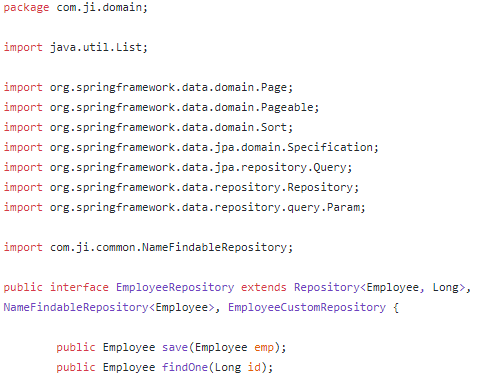 package com.ji.domain;
import java.util.List;
import org.springframework.data.domain.Page;
import org.springframework.data.domain.Pageable;
import org.springframework.data.domain.Sort;
import org.springframework.data.jpa.domain.Specification;
import org.springframework.data.jpa.repository.Query;
import org.springframework.data.repository.Repository;
import org.springframework.data.repository.query.Param;
import com.ji.common.NameFindableRepository;
public interface EmployeeRepository extends Repository<Employee, Long>,
NameFindableRepository<Employee>, EmployeeCustomRepository {
public Employee save(Employee emp);
public Employee findOne(Long id);